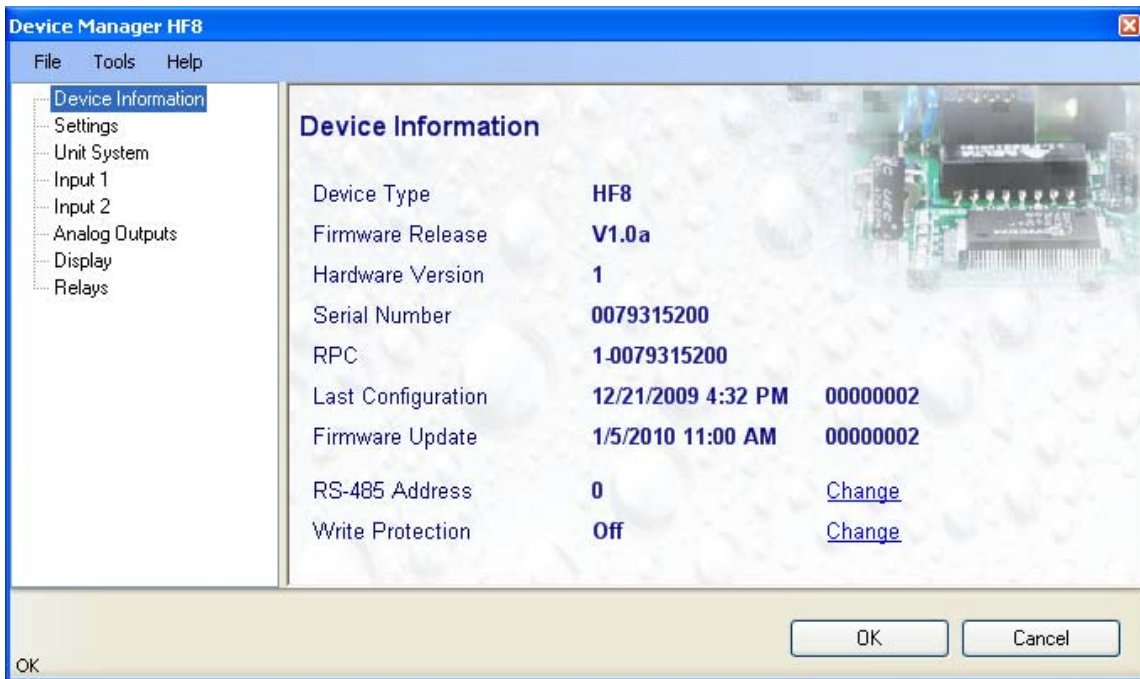 Device Manager HF8
File Tools Help
Device Information
Settings
Unit System
Input 1
Input 2
Analog Outputs
Display
Relays
Device Information
Device Type HF8
Firmware Release V1.0a
Hardware Version 1
Serial Number 0079315200
RPC 1-0079315200
Last Configuration 12/21/2009 4:32 PM 00000002
Firmware Update 1/5/2010 11:00 AM 00000002
RS-485 Address 0 Change
Write Protection Off Change
OK Cancel
OK